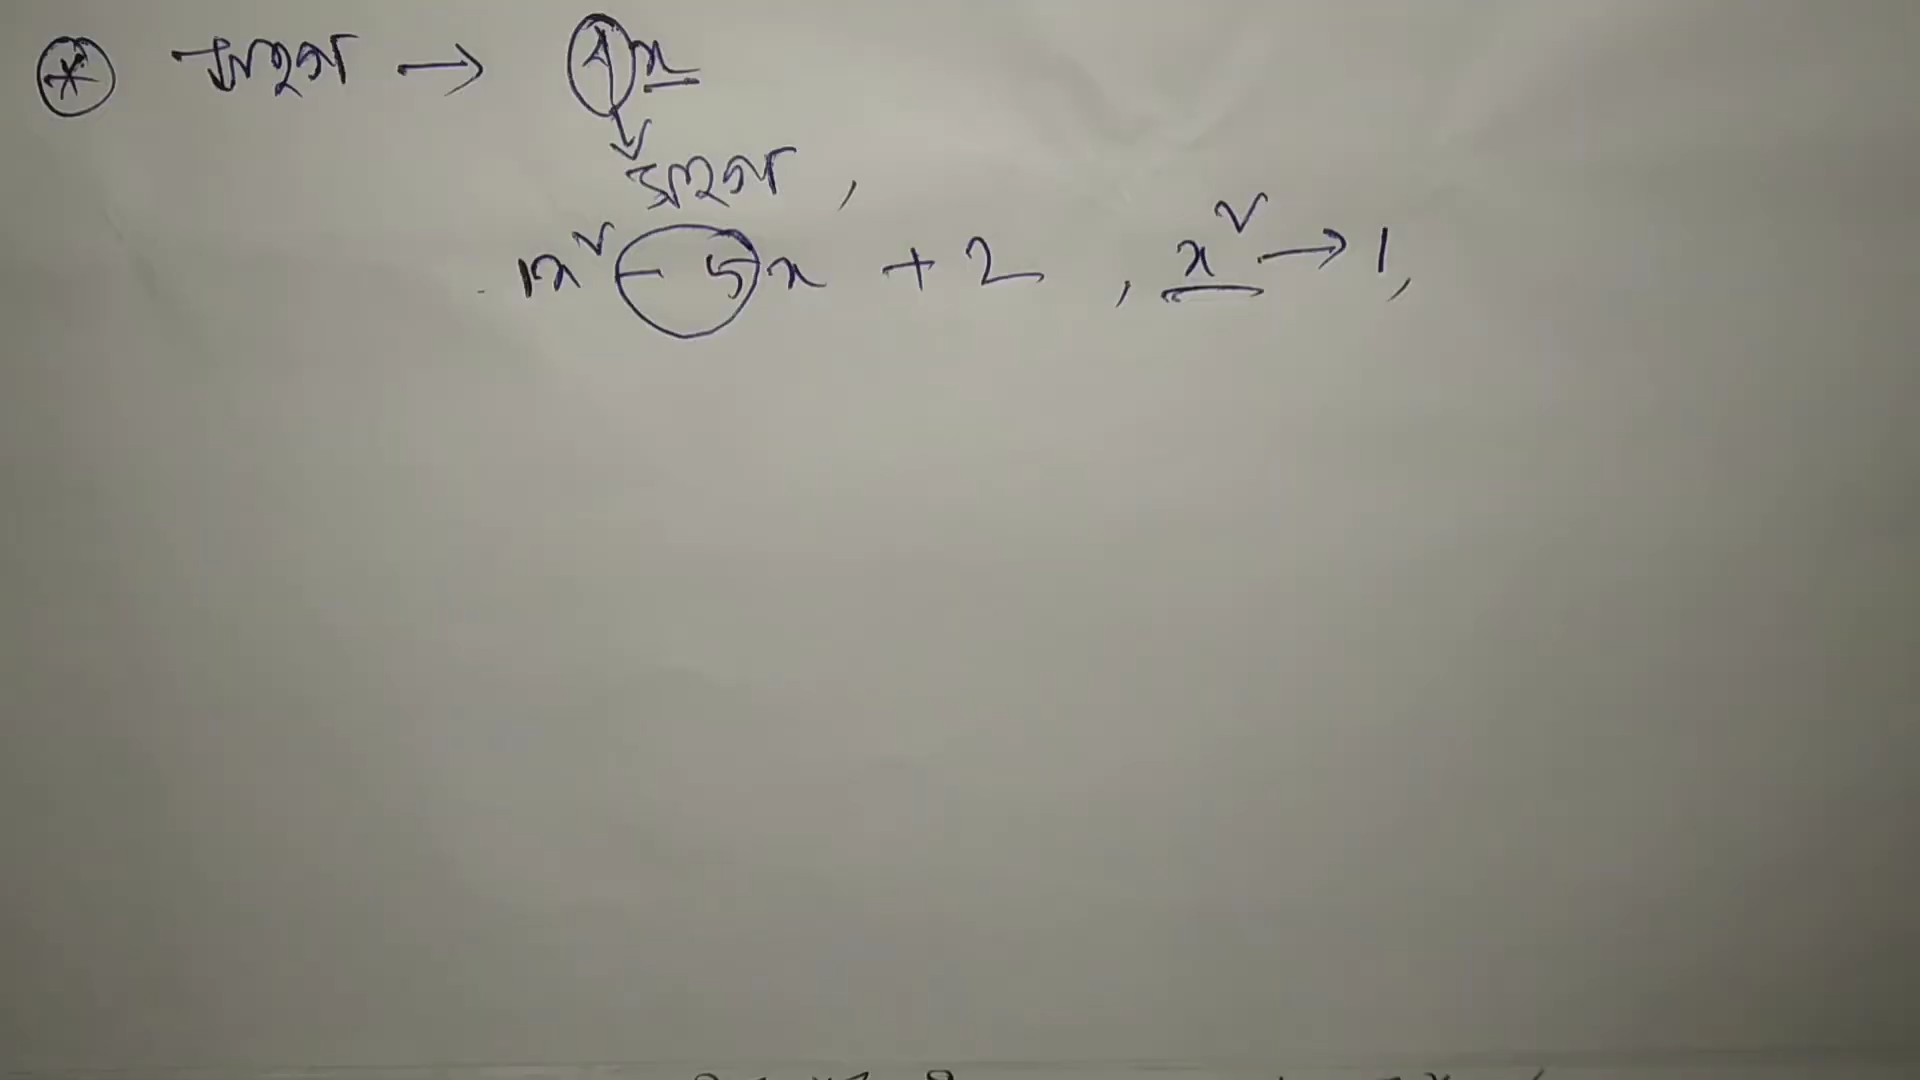 * সহগ → 4x
সহগ ,
1x² - 5x + 2 , x² → 1,